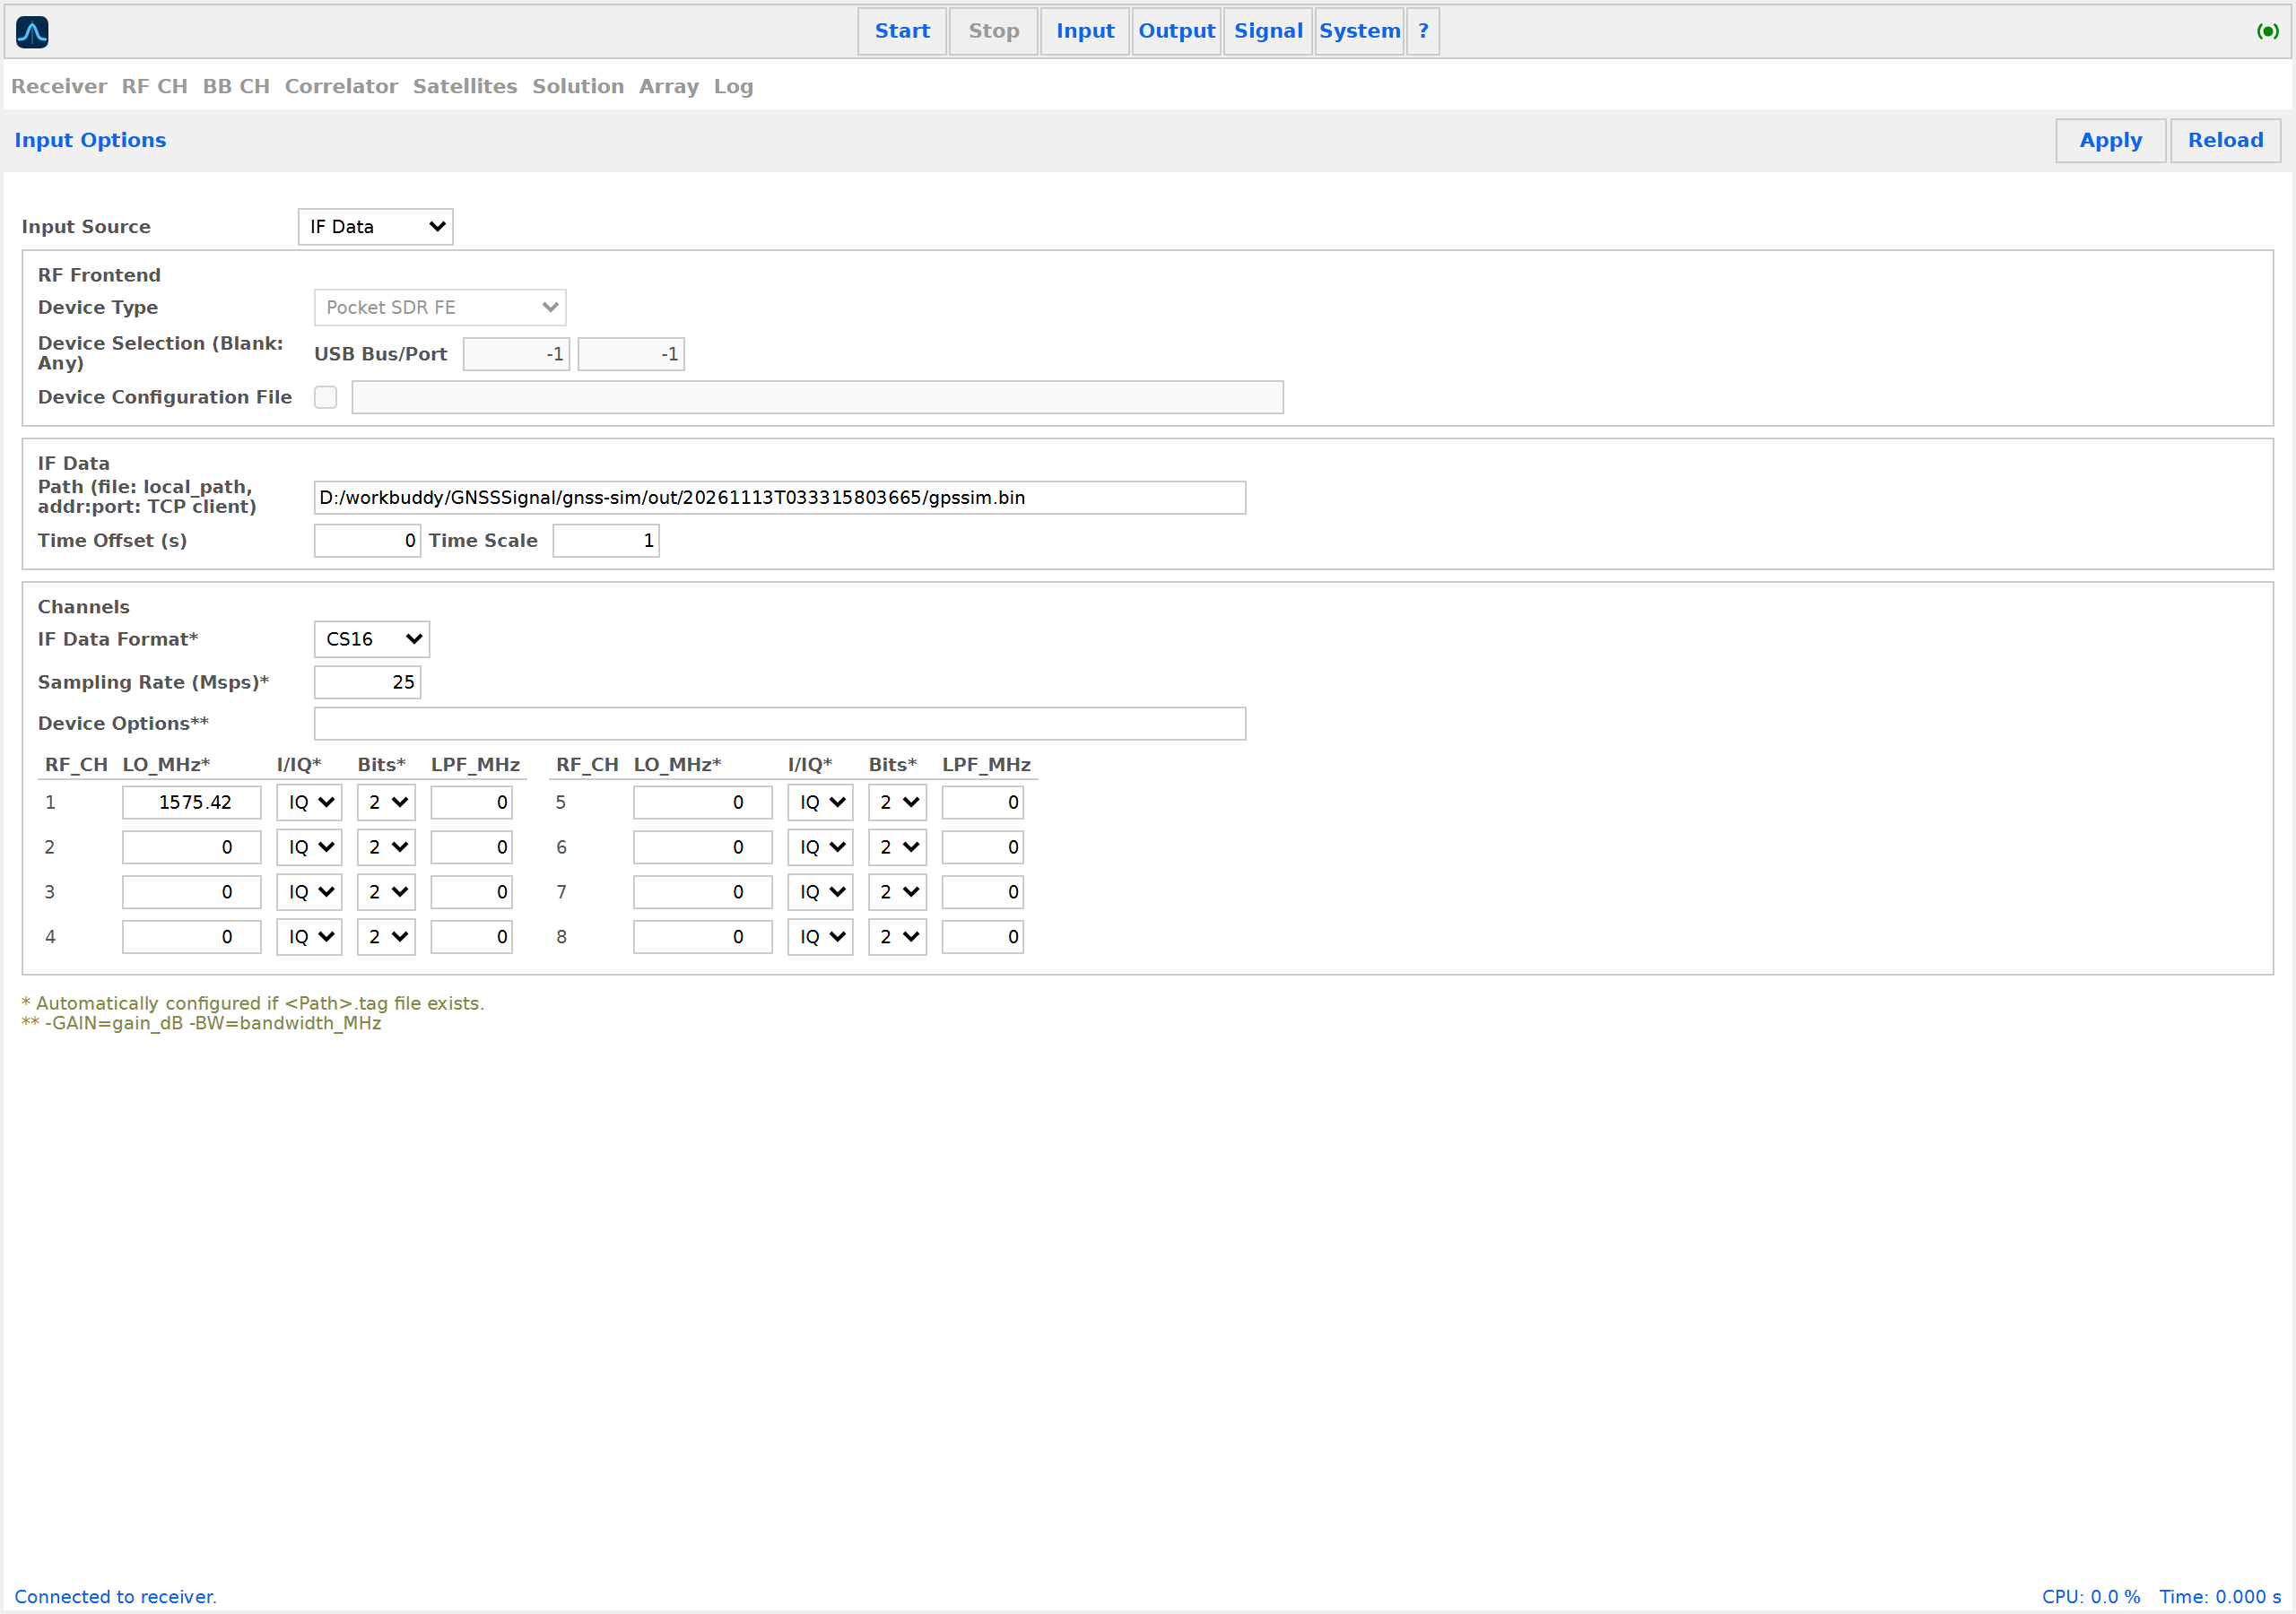 Start Stop Input Output Signal System ?
Receiver RF CH BB CH Correlator Satellites Solution Array Log
Input Options Apply Reload
Input Source IF Data
RF Frontend
Device Type Pocket SDR FE
Device Selection (Blank:
Any) USB Bus/Port -1 -1
Device Configuration File
IF Data
Path (file: local_path,
addr:port: TCP client) D:/workbuddy/GNSSSignal/gnss-sim/out/20261113T033315803665/gpssim.bin
Time Offset (s) 0 Time Scale 1
Channels
IF Data Format* CS16
Sampling Rate (Msps)* 25
Device Options**
RF_CH LO_MHz* I/IQ* Bits* LPF_MHz RF_CH LO_MHz* I/IQ* Bits* LPF_MHz
1 1575.42 IQ 2 0 5 0 IQ 2 0
2 0 IQ 2 0 6 0 IQ 2 0
3 0 IQ 2 0 7 0 IQ 2 0
4 0 IQ 2 0 8 0 IQ 2 0
* Automatically configured if <Path>.tag file exists.
** -GAIN=gain_dB -BW=bandwidth_MHz
Connected to receiver. CPU: 0.0 % Time: 0.000 s